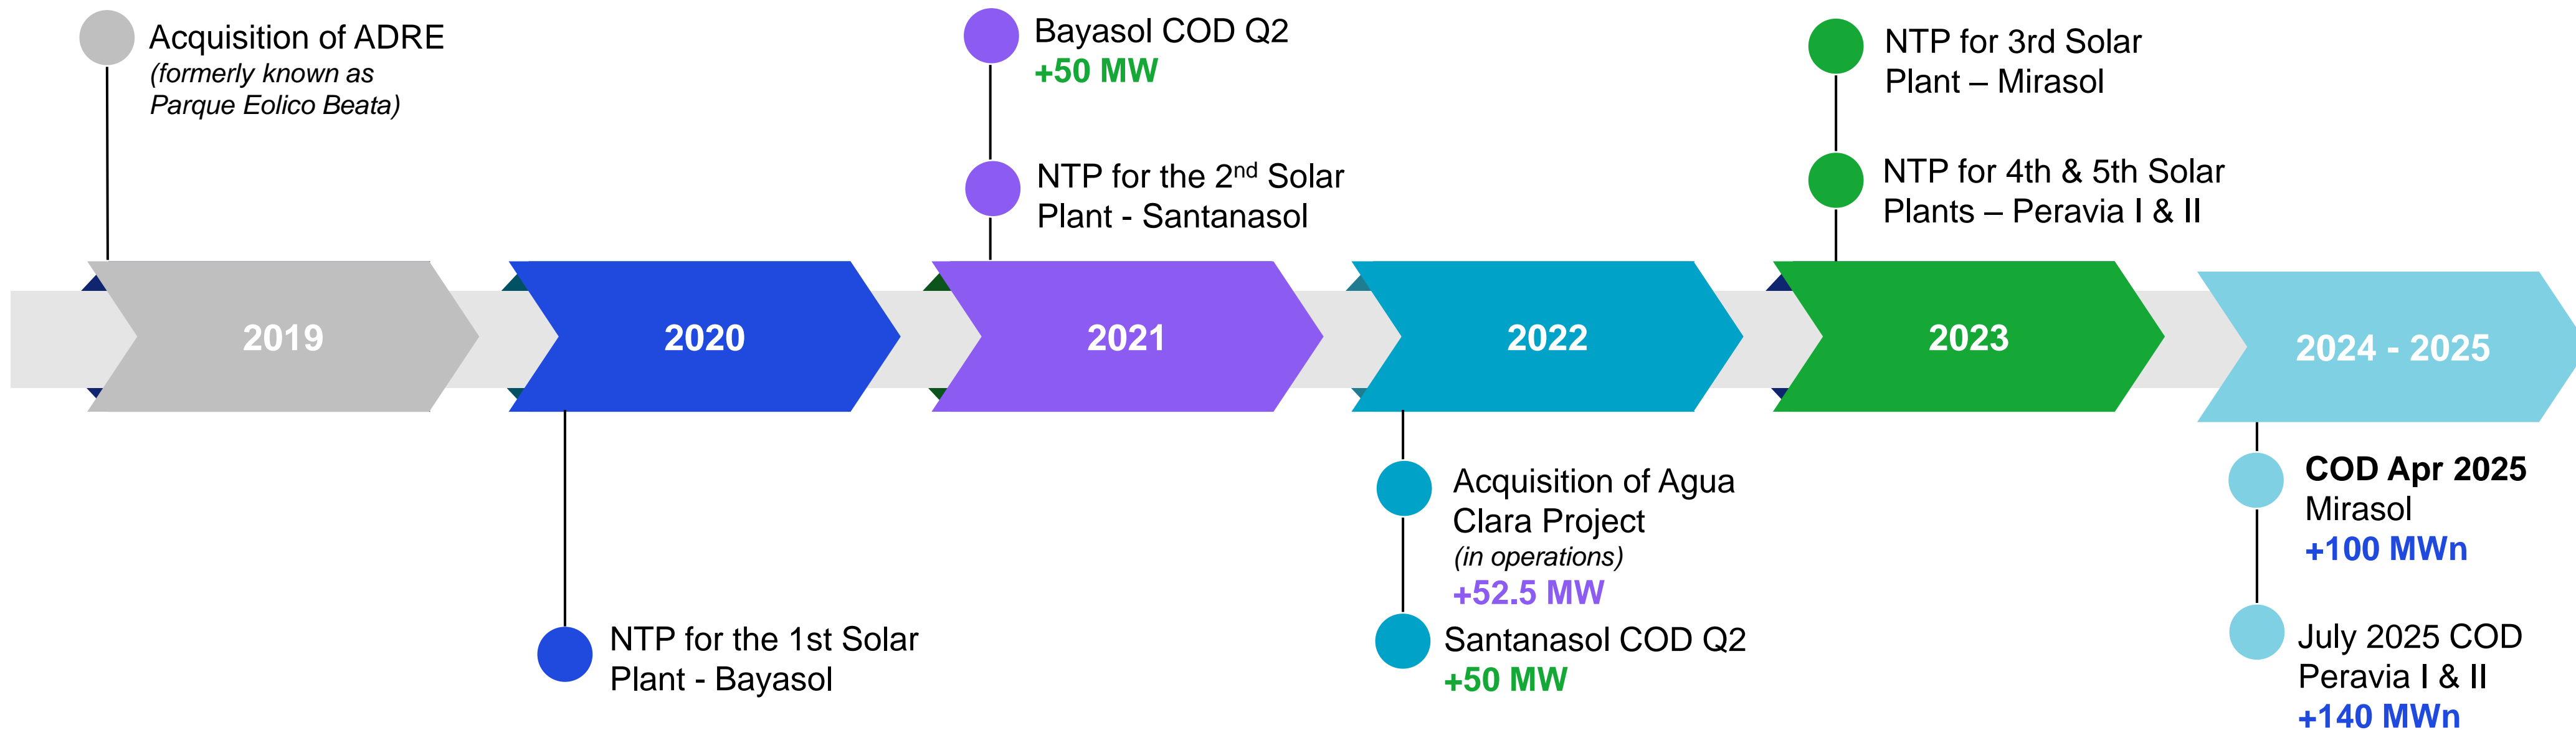 Acquisition of ADRE
(formerly known as
Parque Eolico Beata)
Bayasol COD Q2
+50 MW
NTP for the 2nd Solar
Plant - Santanasol
NTP for 3rd Solar
Plant – Mirasol
NTP for 4th & 5th Solar
Plants – Peravia I & II
2019
2020
2021
2022
2023
2024 - 2025
NTP for the 1st Solar
Plant - Bayasol
Acquisition of Agua
Clara Project
(in operations)
+52.5 MW
Santanasol COD Q2
+50 MW
COD Apr 2025
Mirasol
+100 MWn
July 2025 COD
Peravia I & II
+140 MWn